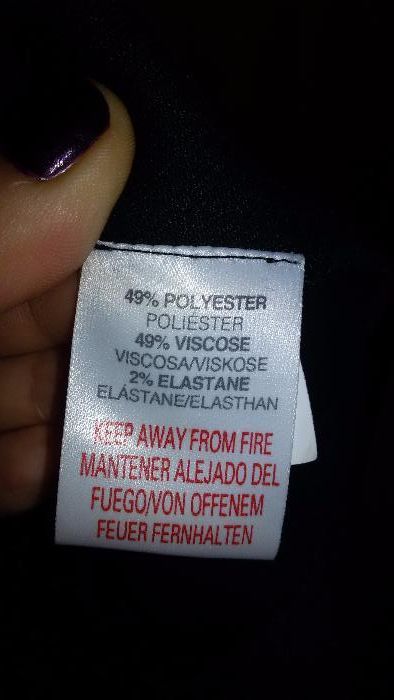 49% POLYESTER
POLIÉSTER
49% VISCOSE
VISCOSA/VISKOSE
2% ELASTANE
ELÁSTANE/ELASTHAN
KEEP AWAY FROM FIRE
MANTENER ALEJADO DEL
FUEGO/VON OFFENEM
FEUER FERNHALTEN